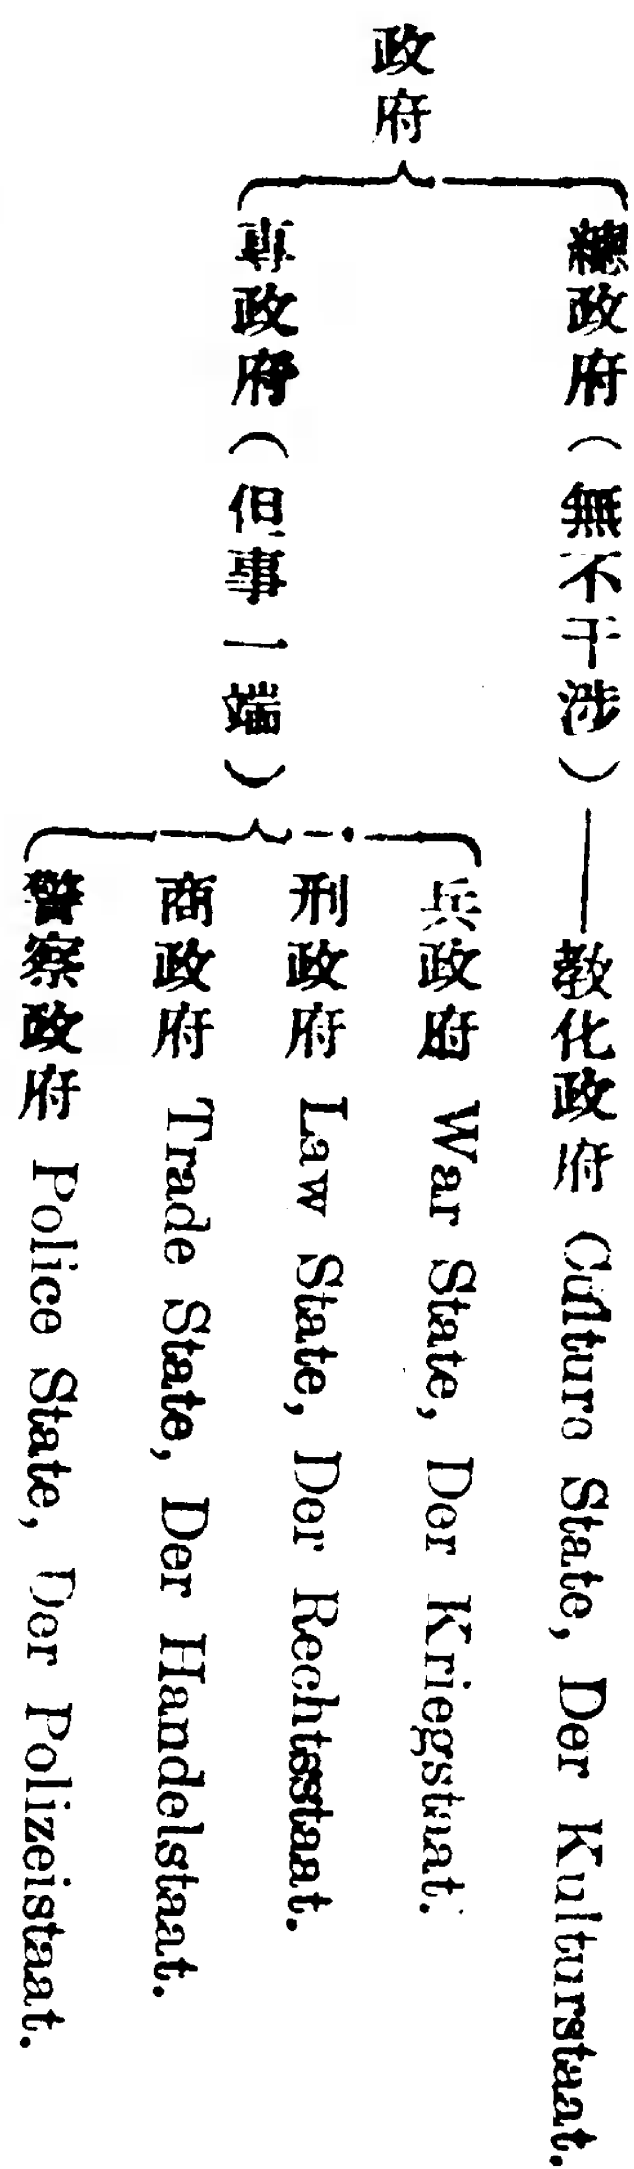 政府
總政府（無不干涉）——教化政府 Culture State, Der Kulturstaat.
專政府（但事一端）
兵政府 War State, Der Kriegstaat.
刑政府 Law State, Der Rechtsstaat.
商政府 Trade State, Der Handelstaat.
警察政府 Police State, Der Polizeistaat.